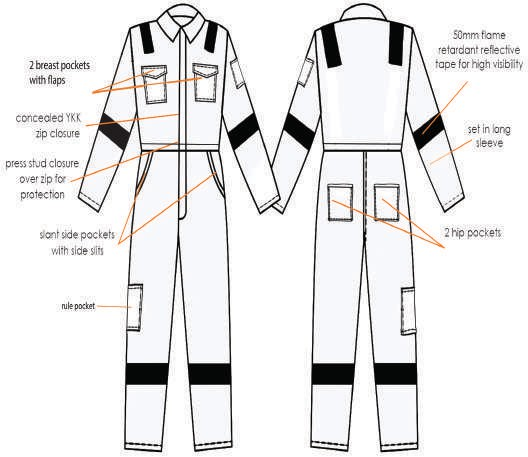 2 breast pockets
with flaps
concealed YKK
zip closure
press stud closure
over zip for
protection
slant side pockets
with side slits
rule pocket
50mm flame
retardant reflective
tape for high visibility
set in long
sleeve
2 hip pockets